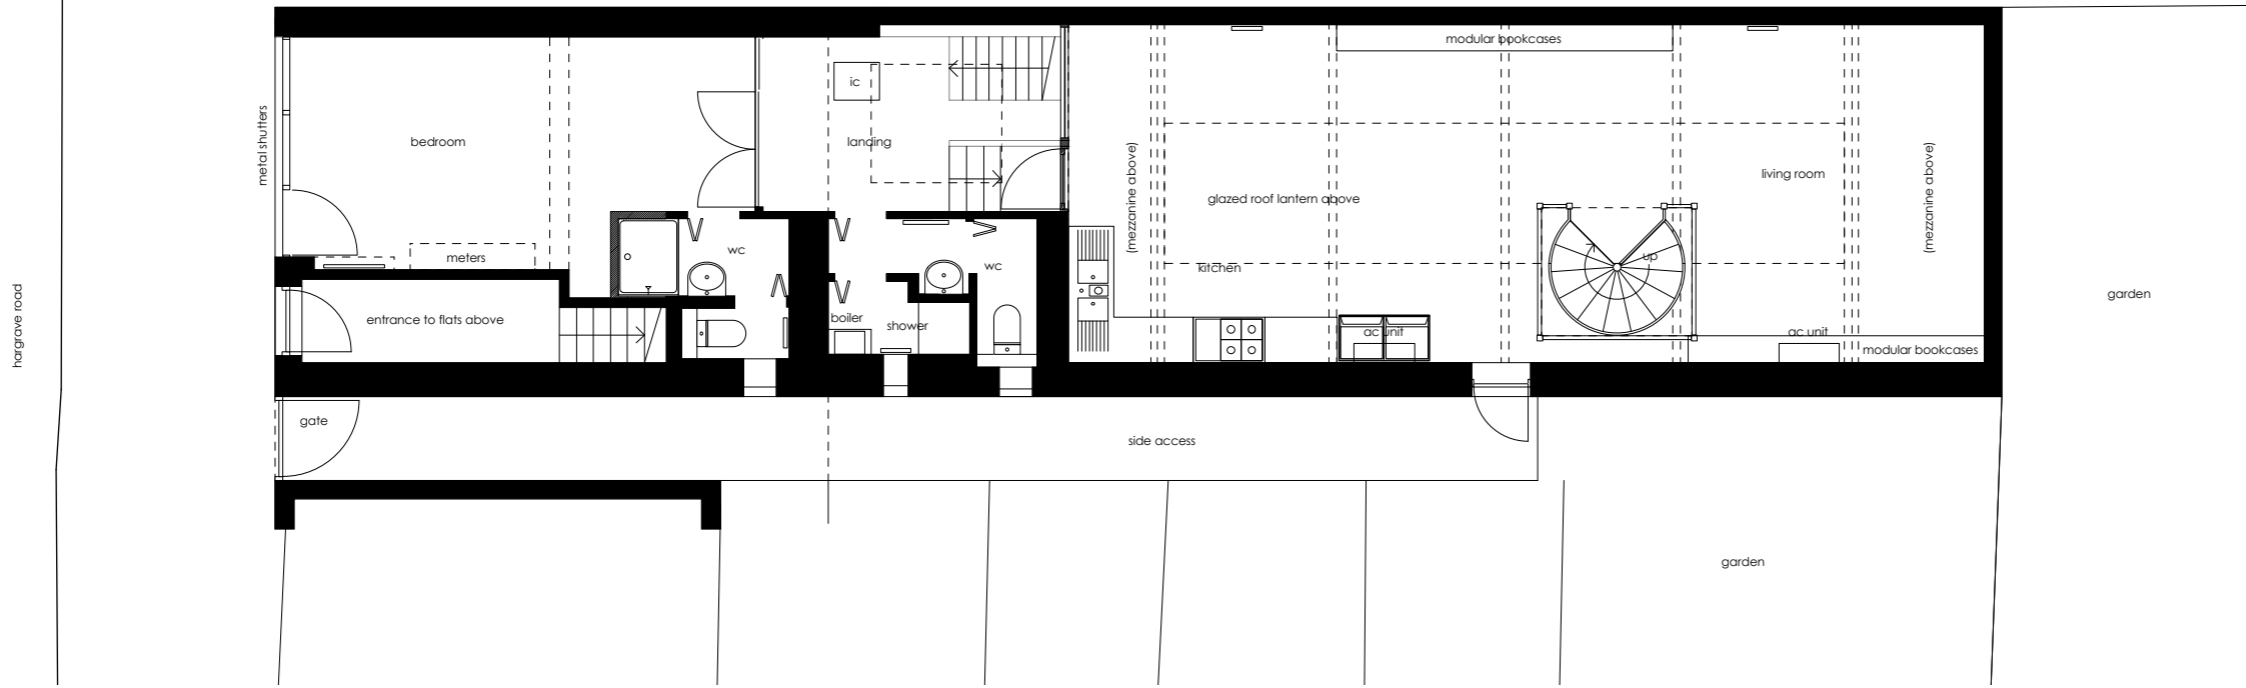 hargrave road
metal shutters
bedroom
meters
entrance to flats above
gate
wc
ic
landing
boiler
shower
wc
(mezzanine above)
kitchen
glazed roof lantern above
modular bookcases
ac unit
living room
up
ac unit
modular bookcases
(mezzanine above)
side access
garden
garden